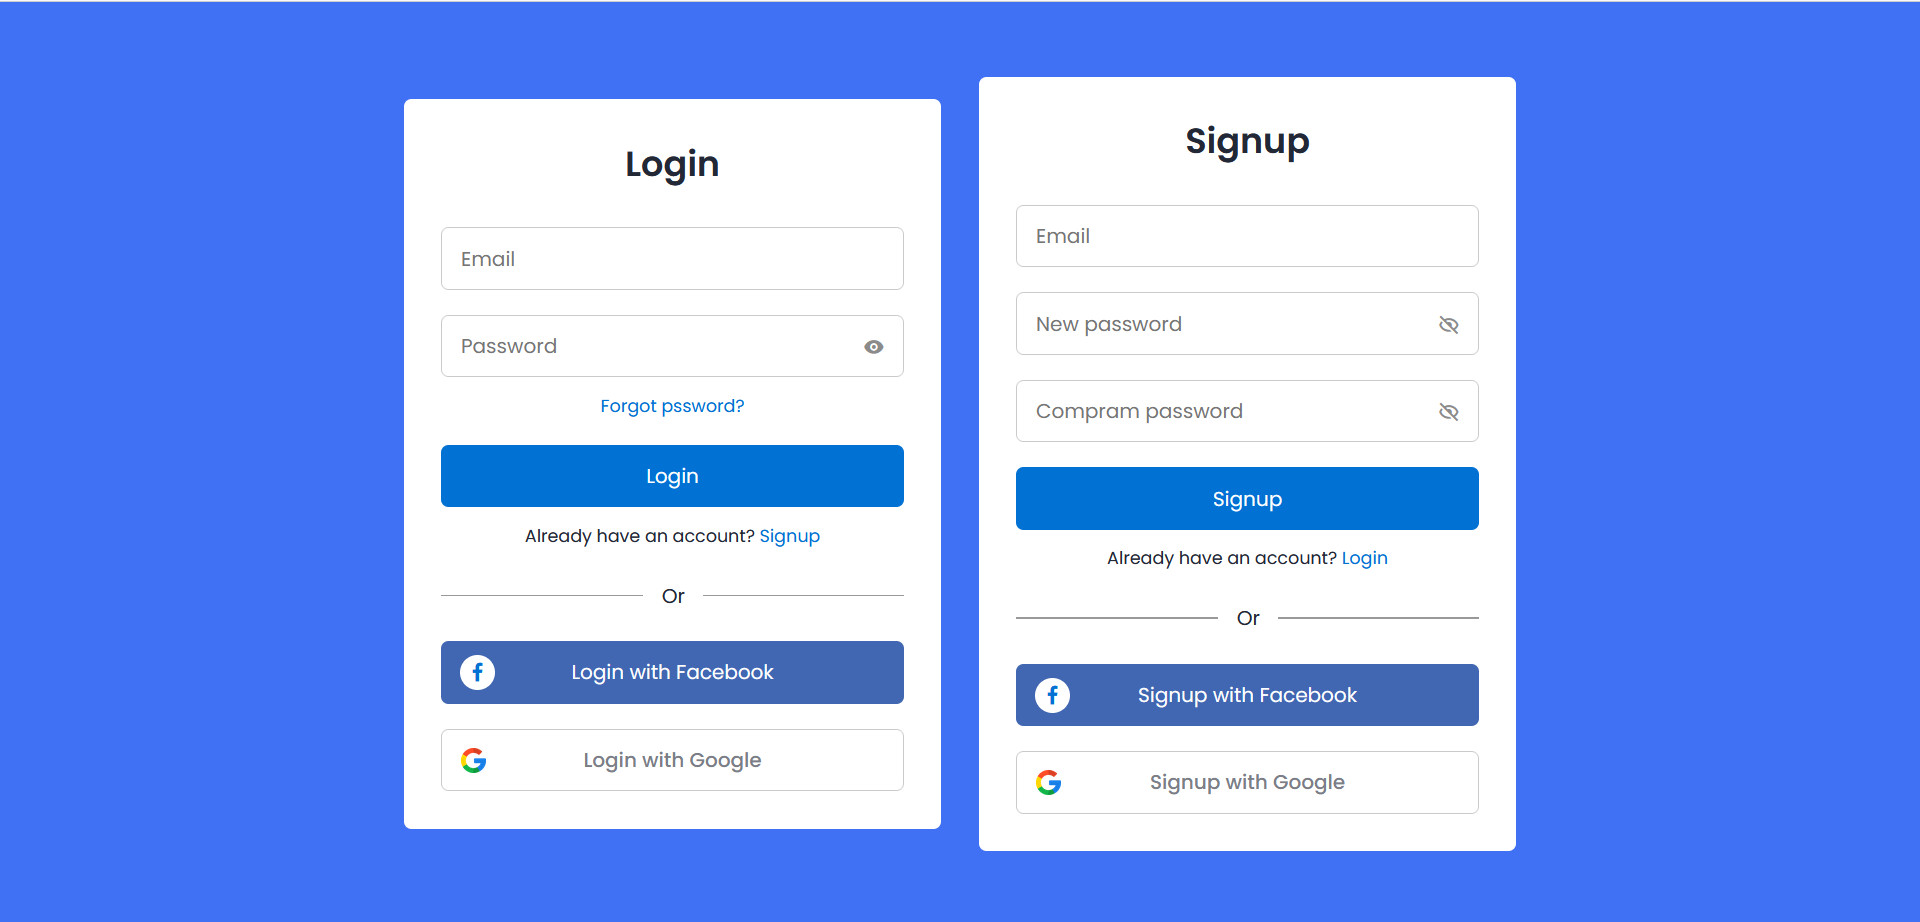 Login
Email
Password
Forgot pssword?
Login
Already have an account? Signup
Or
Login with Facebook
Login with Google
Signup
Email
New password
Compram password
Signup
Already have an account? Login
Or
Signup with Facebook
Signup with Google